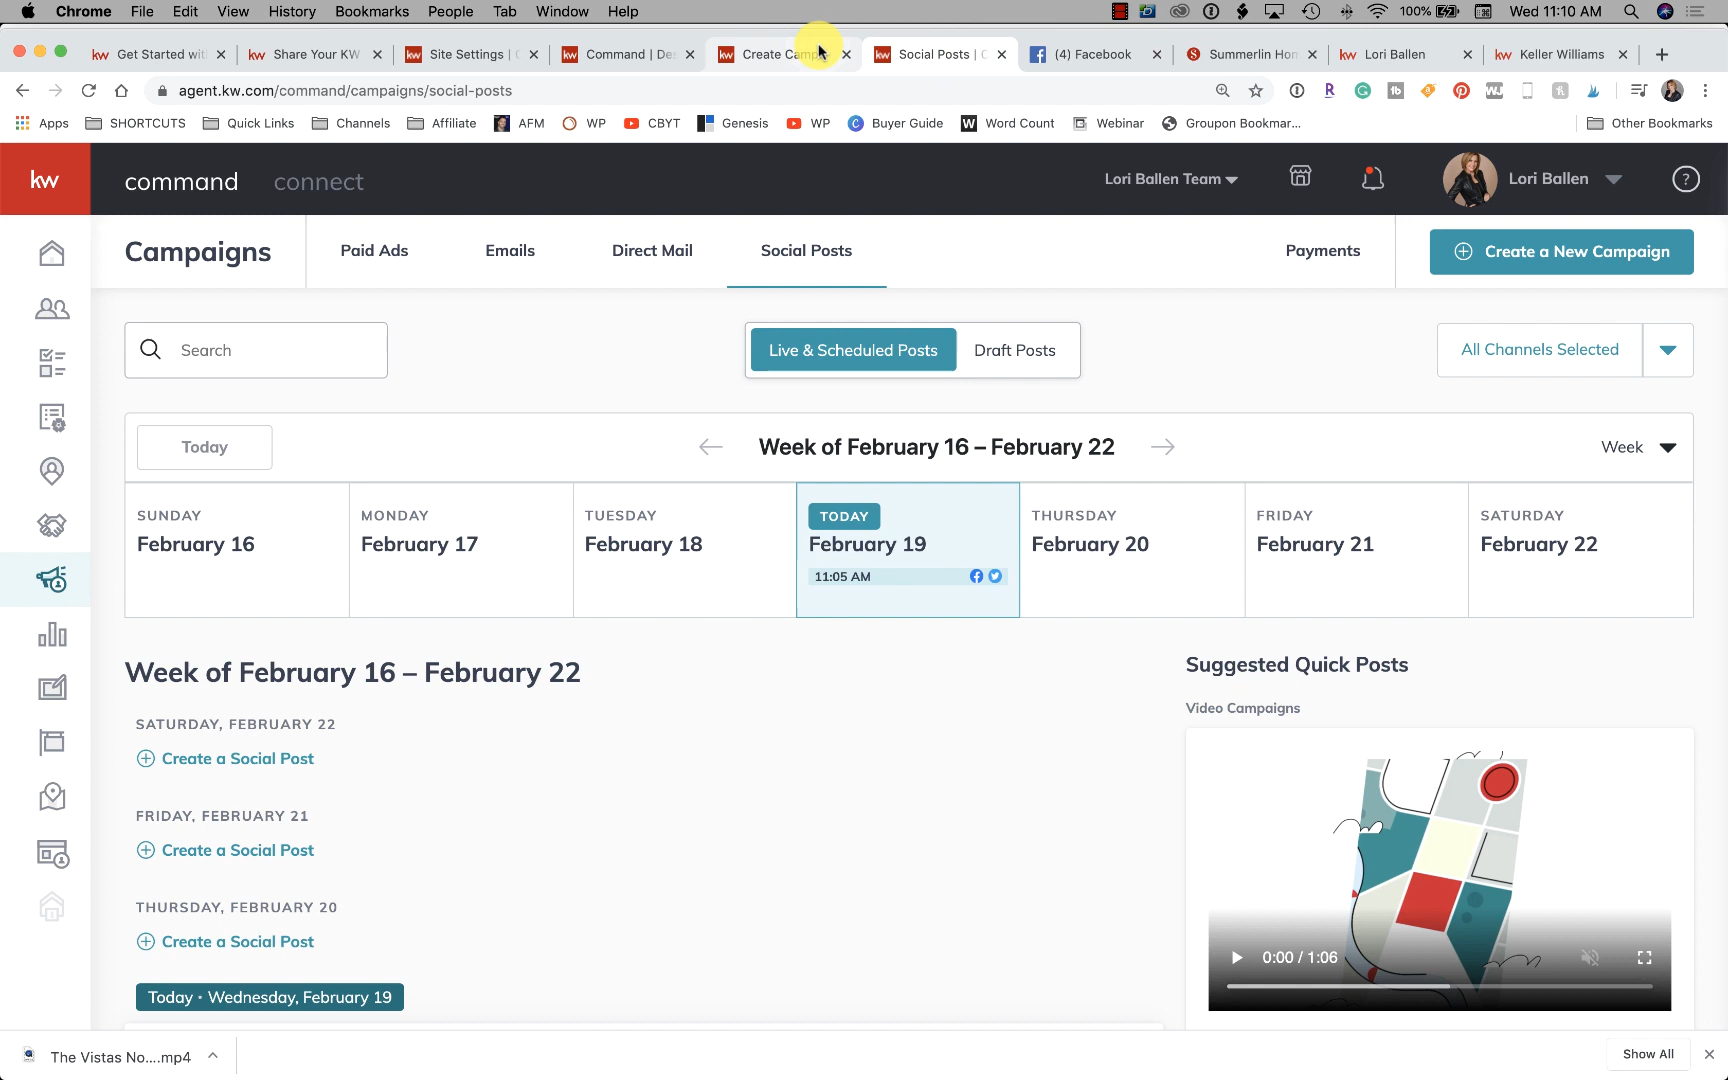 Chrome File Edit View History Bookmarks People Tab Window Help 100% Wed 11:10 AM
kw Get Started wit kw Share Your KW kw Site Settings | kw Command | De kw Create Camp kw Social Posts | C (4) Facebook Summerlin Hon kw Lori Ballen kw Keller Williams
agent.kw.com/command/campaigns/social-posts
Apps SHORTCUTS Quick Links Channels Affiliate AFM WP CBYT Genesis WP Buyer Guide W Word Count Webinar Groupon Bookmar... Other Bookmarks
kw command connect Lori Ballen Team Lori Ballen ?
Campaigns Paid Ads Emails Direct Mail Social Posts Payments Create a New Campaign
Search Live & Scheduled Posts Draft Posts All Channels Selected
Today Week of February 16 – February 22 Week
SUNDAY MONDAY TUESDAY TODAY THURSDAY FRIDAY SATURDAY
February 16 February 17 February 18 February 19 February 20 February 21 February 22
11:05 AM
Week of February 16 – February 22
Suggested Quick Posts
Video Campaigns
SATURDAY, FEBRUARY 22
Create a Social Post
FRIDAY, FEBRUARY 21
Create a Social Post
THURSDAY, FEBRUARY 20
Create a Social Post
0:00 / 1:06
Today • Wednesday, February 19
The Vistas No....mp4 Show All